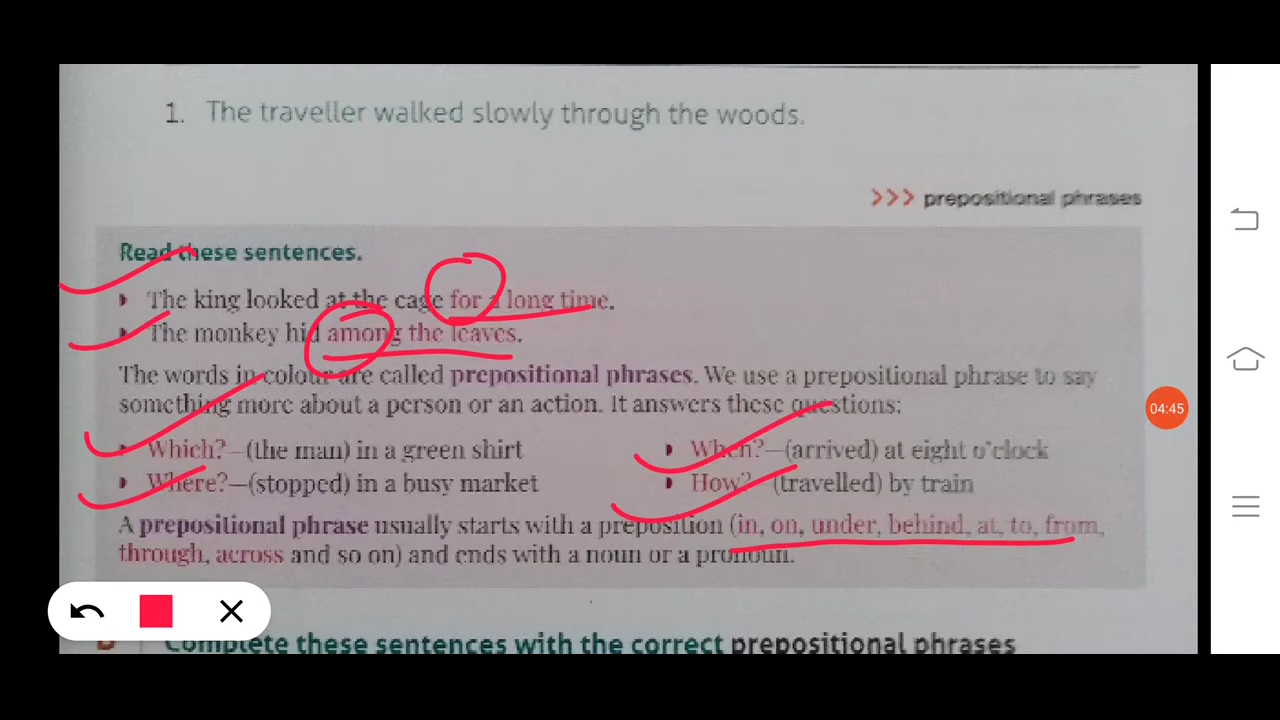 1. The traveller walked slowly through the woods.
>>> prepositional phrases
Read these sentences.
The king looked at the cage for a long time.
The monkey hid among the leaves.
The words in colour are called prepositional phrases. We use a prepositional phrase to say
something more about a person or an action. It answers these questions:
Which?—(the man) in a green shirt
When?—(arrived) at eight o'clock
Where?—(stopped) in a busy market
How?—(travelled) by train
A prepositional phrase usually starts with a preposition (in, on, under, behind, at, to, from,
through, across and so on) and ends with a noun or a pronoun.
04:45
Complete these sentences with the correct prepositional phrases